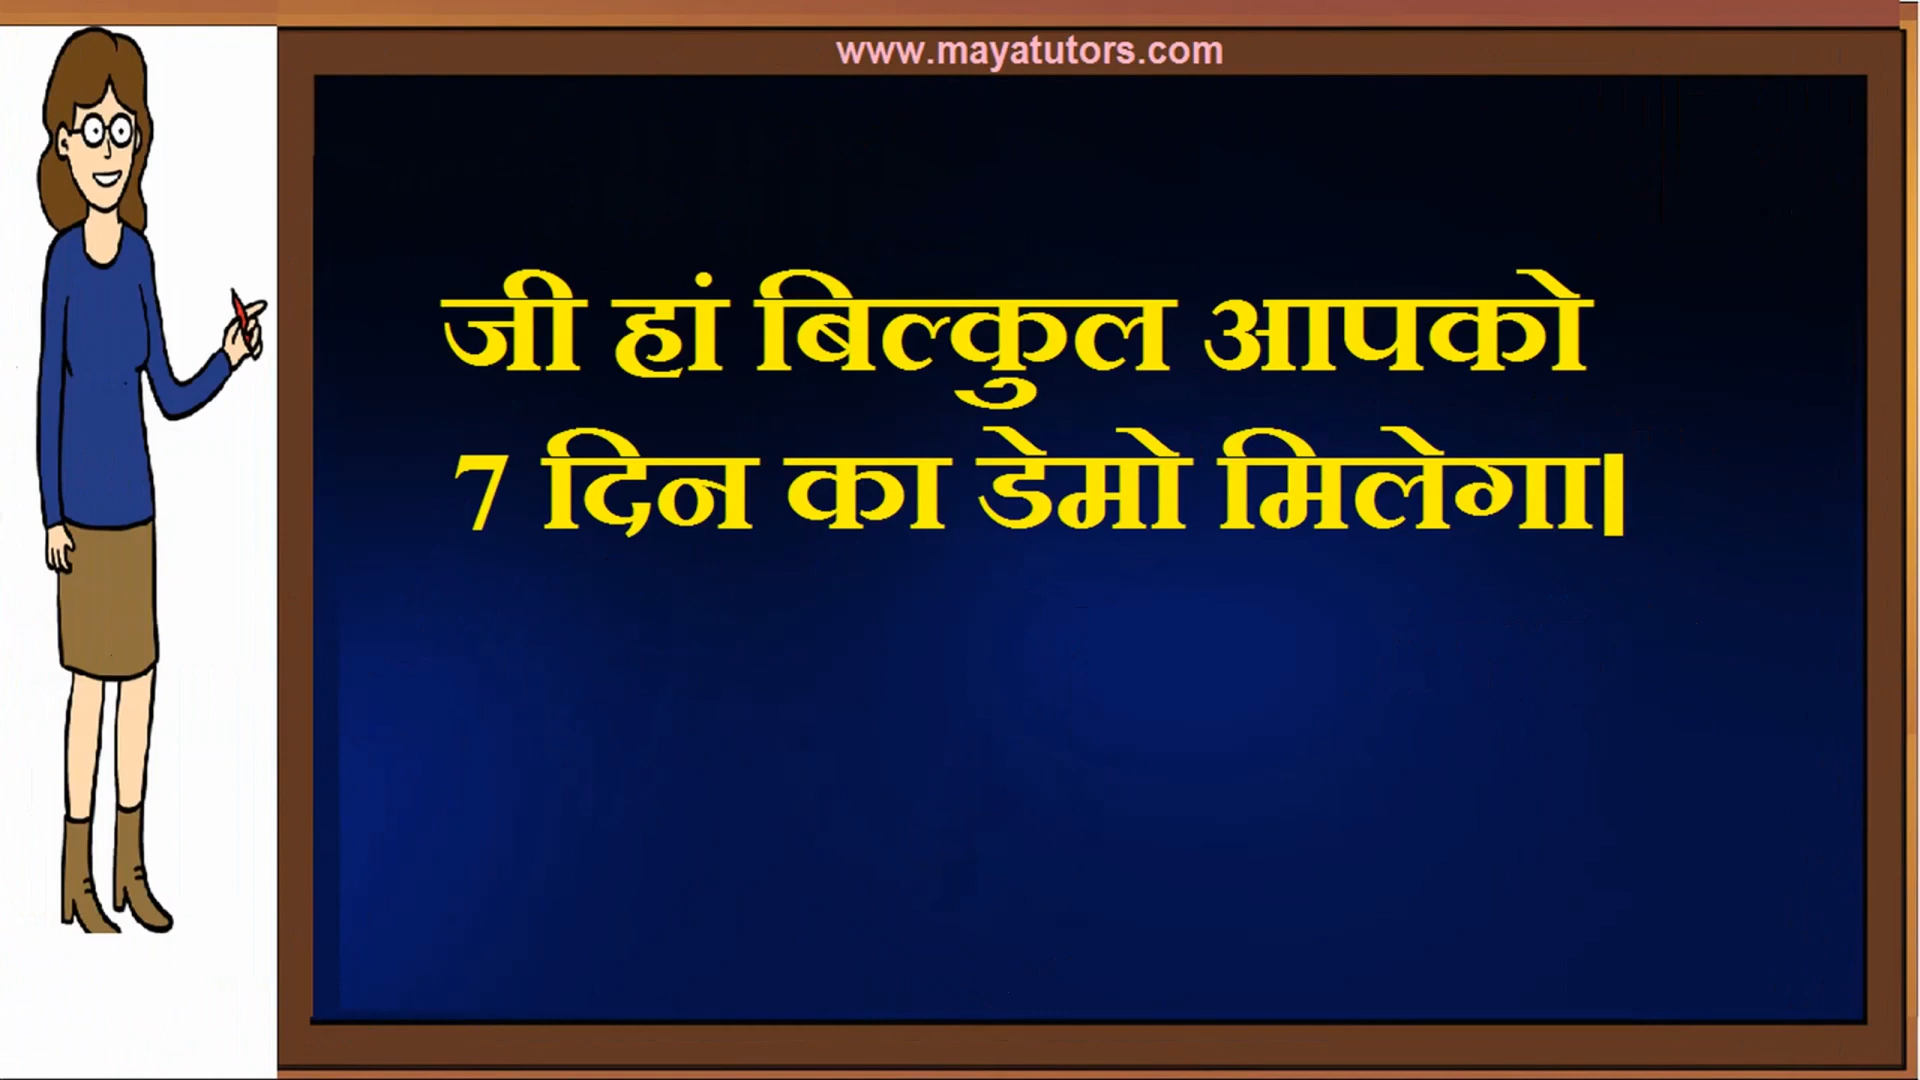 www.mayatutors.com
जी हां बिल्कुल आपको
7 दिन का डेमो मिलेगा।